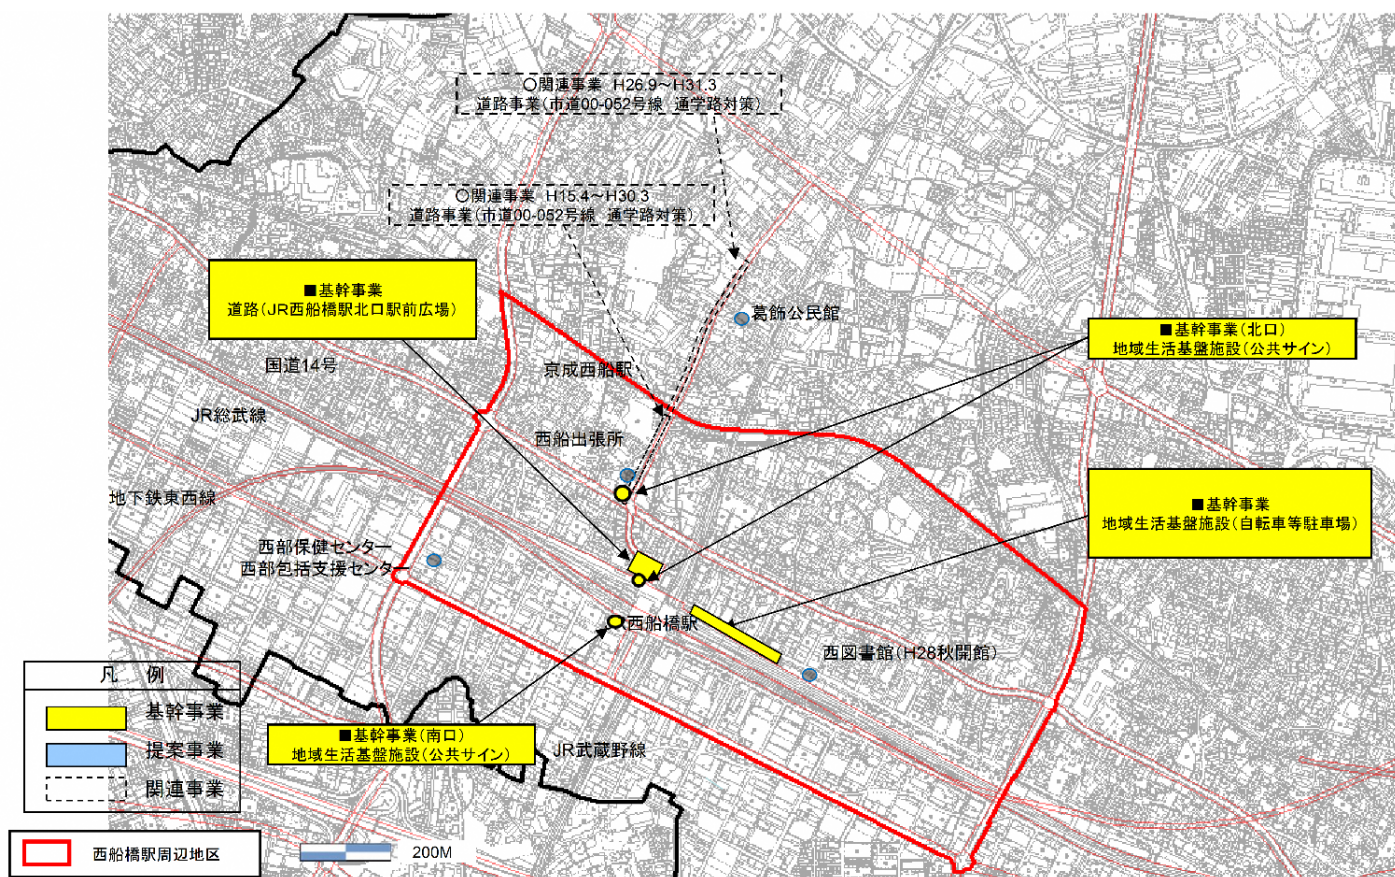 〇関連事業 H26.9～H31.3
道路事業(市道00-052号線 通学路対策)
〇関連事業 H15.4～H30.3
道路事業(市道00-052号線 通学路対策)
■基幹事業
道路(JR西船橋駅北口駅前広場)
葛飾公民館
■基幹事業(北口)
地域生活基盤施設(公共サイン)
国道14号
京成西船駅
JR総武線
西船出張所
地下鉄東西線
■基幹事業
地域生活基盤施設(自転車等駐車場)
西部保健センター
西部包括支援センター
JR西船橋駅
西図書館(H28秋開館)
■基幹事業(南口)
地域生活基盤施設(公共サイン)
JR武蔵野線
凡 例
基幹事業
提案事業
関連事業
西船橋駅周辺地区
200M